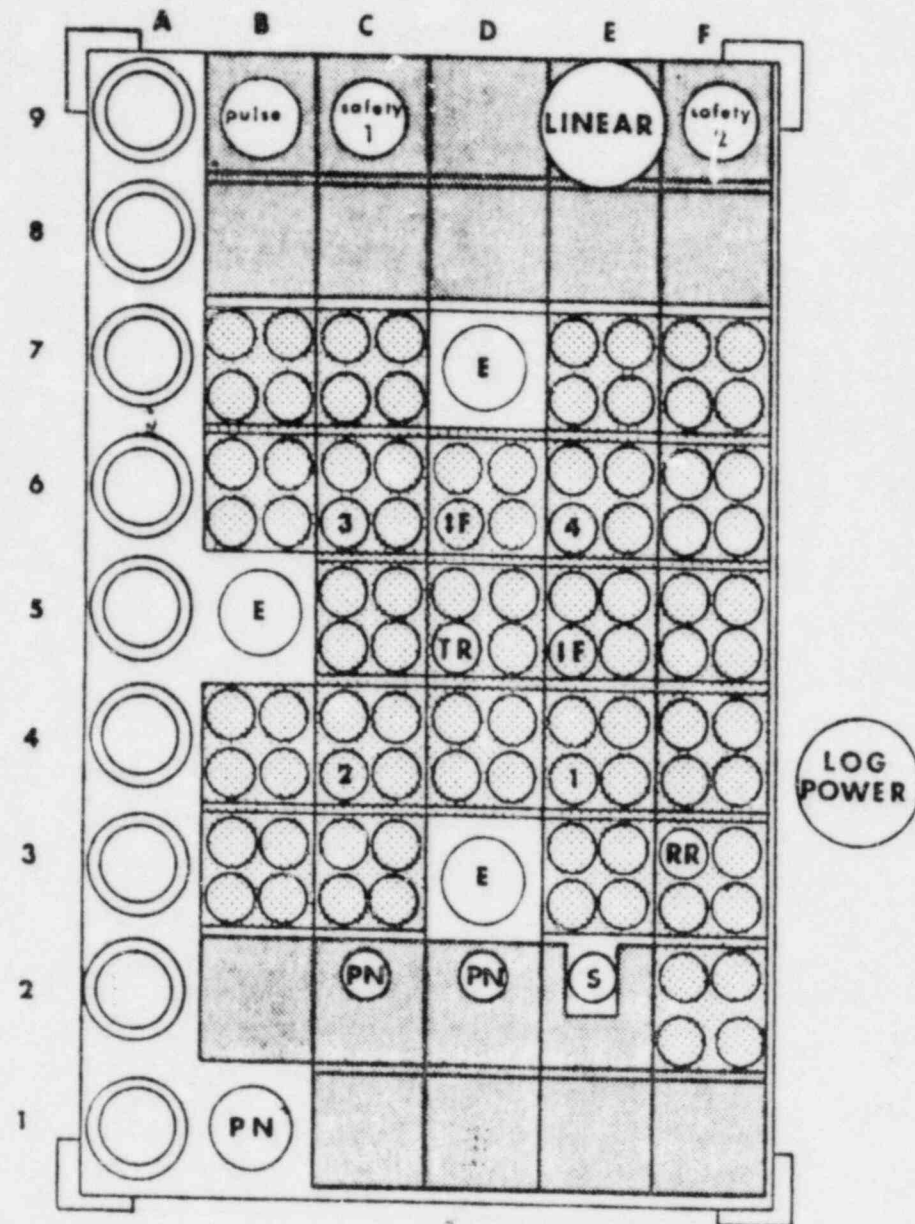 A B C D E F
9 pulse safety 1 LINEAR safety 2
8
7 E
6 3 IF 4
5 E TR IF
4 2 1
LOG POWER
3 E RR
2 PN PN S
1 PN